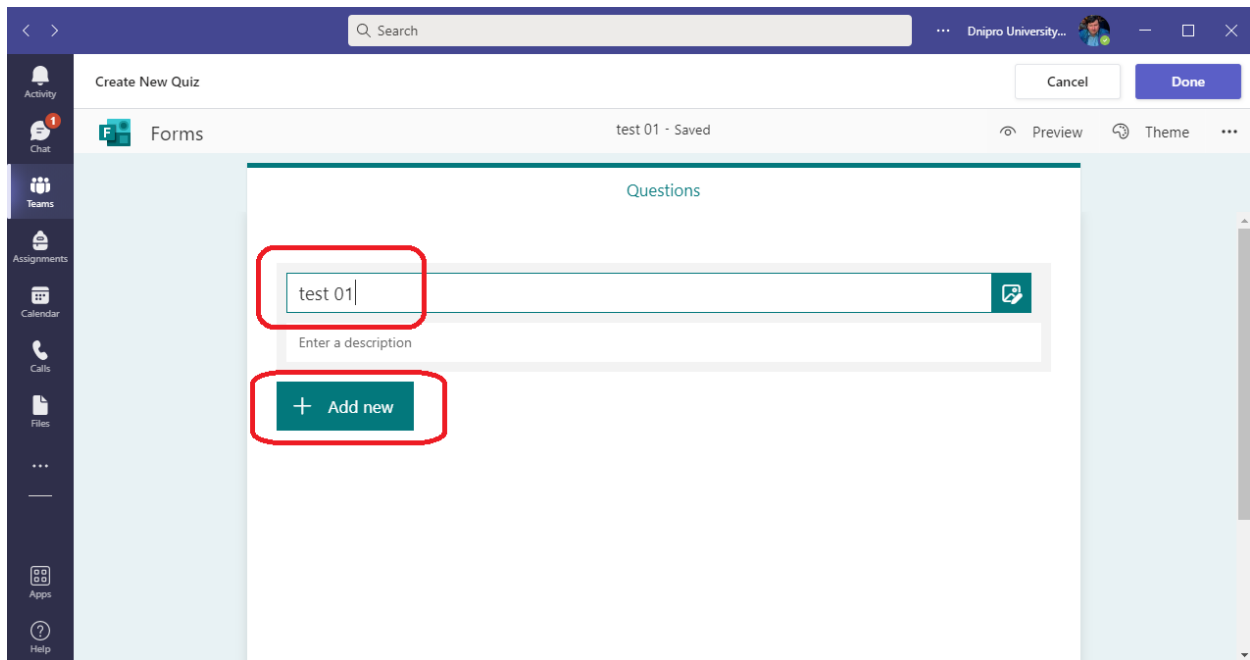 Search
Dnipro University...
Activity
Create New Quiz
Cancel
Done
1
Chat
F
Forms
test 01 - Saved
Preview
Theme
Teams
Questions
Assignments
test 01
Calendar
Enter a description
Calls
+ Add new
Files
Apps
?
Help